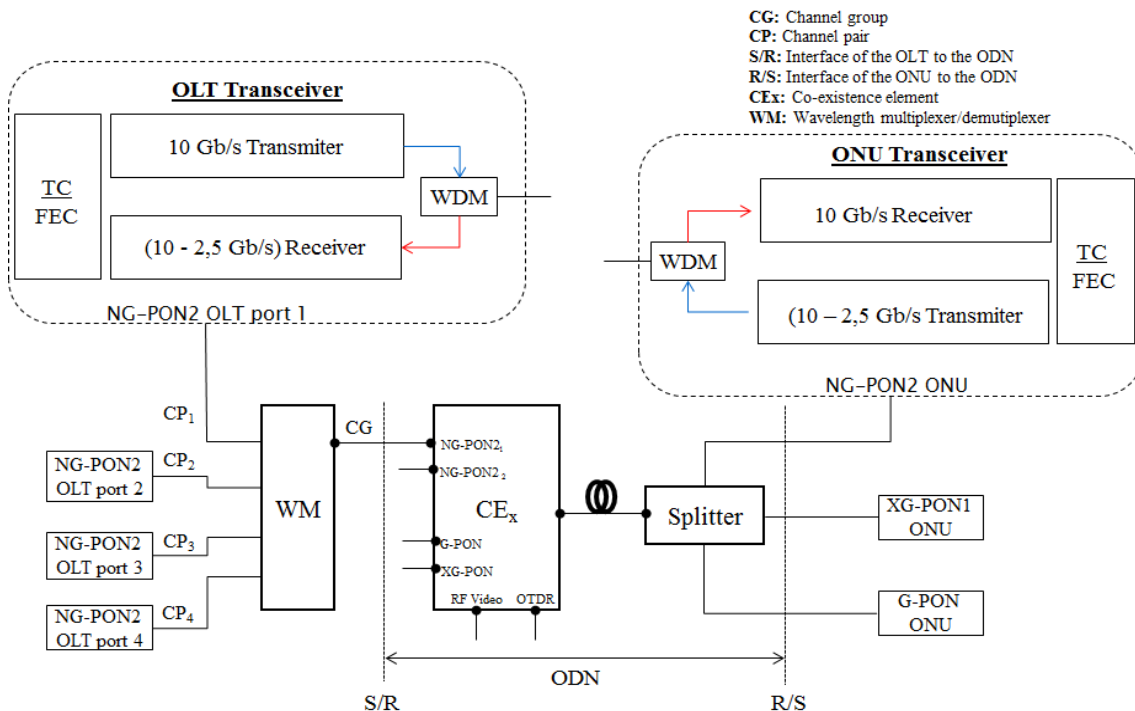 CG: Channel group
CP: Channel pair
S/R: Interface of the OLT to the ODN
R/S: Interface of the ONU to the ODN
CEx: Co-existence element
WM: Wavelength multiplexer/demutiplexer
OLT Transceiver
TC
FEC
10 Gb/s Transmiter
WDM
(10 - 2,5 Gb/s) Receiver
NG-PON2 OLT port 1
ONU Transceiver
10 Gb/s Receiver
WDM
TC
FEC
(10 – 2,5 Gb/s Transmiter
NG-PON2 ONU
CP1
NG-PON2
OLT port 2
CP2
NG-PON2
OLT port 3
CP3
NG-PON2
OLT port 4
CP4
WM
CG
NG-PON2 1
NG-PON2 2
CEx
G-PON
XG-PON
RF Video
OTDR
Splitter
XG-PON1
ONU
G-PON
ONU
ODN
S/R
R/S